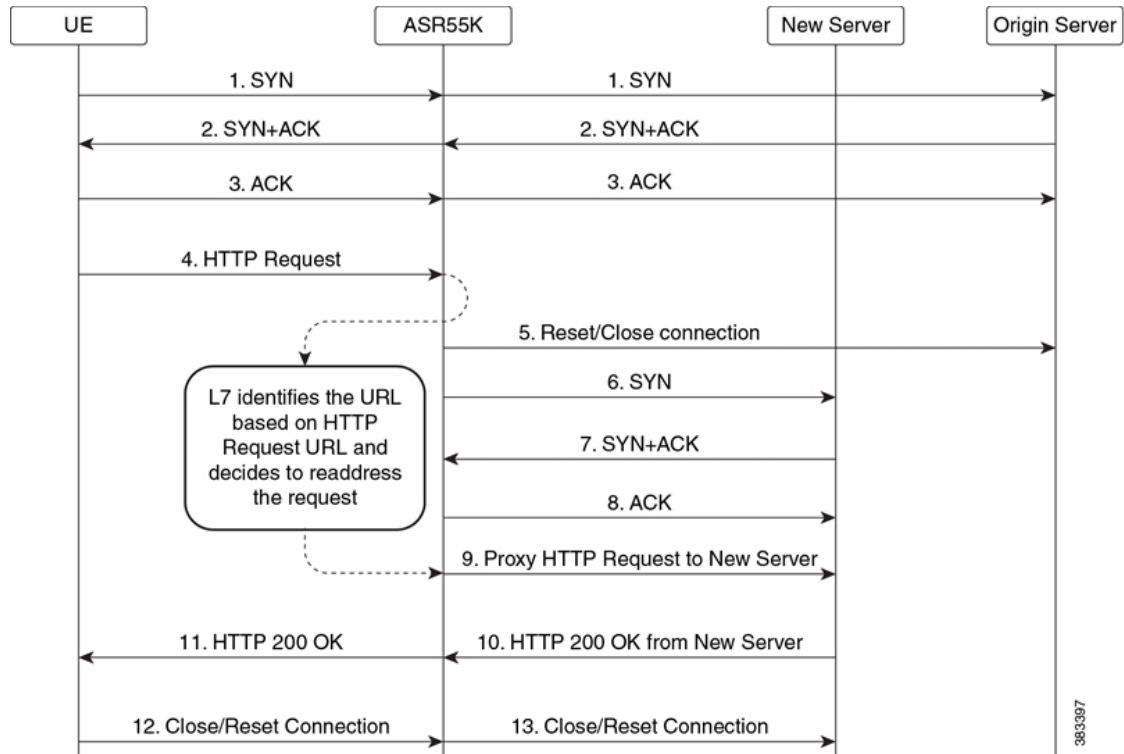 UE
ASR55K
New Server
Origin Server
1. SYN
1. SYN
2. SYN+ACK
2. SYN+ACK
3. ACK
3. ACK
4. HTTP Request
5. Reset/Close connection
L7 identifies the URL
based on HTTP
Request URL and
decides to readdress
the request
6. SYN
7. SYN+ACK
8. ACK
9. Proxy HTTP Request to New Server
11. HTTP 200 OK
10. HTTP 200 OK from New Server
12. Close/Reset Connection
13. Close/Reset Connection
383397